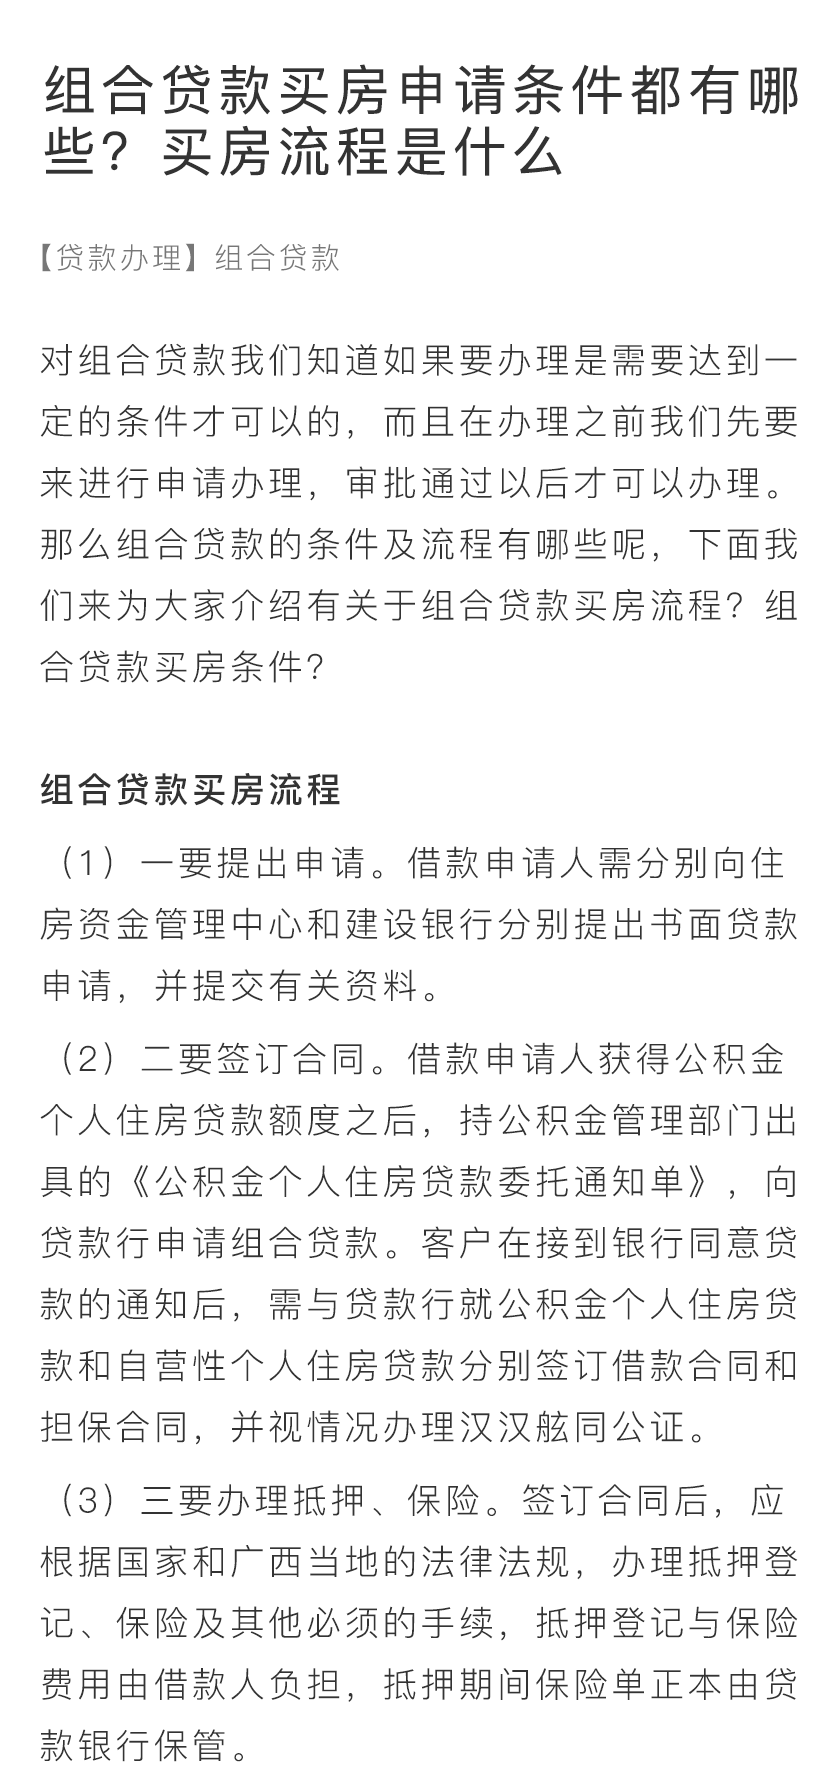 组合贷款买房申请条件都有哪
些？买房流程是什么
【贷款办理】组合贷款
对组合贷款我们知道如果要办理是需要达到一
定的条件才可以的，而且在办理之前我们先要
来进行申请办理，审批通过以后才可以办理。
那么组合贷款的条件及流程有哪些呢，下面我
们来为大家介绍有关于组合贷款买房流程？组
合贷款买房条件？
组合贷款买房流程
（1）一要提出申请。借款申请人需分别向住
房资金管理中心和建设银行分别提出书面贷款
申请，并提交有关资料。
（2）二要签订合同。借款申请人获得公积金
个人住房贷款额度之后，持公积金管理部门出
具的《公积金个人住房贷款委托通知单》，向
贷款行申请组合贷款。客户在接到银行同意贷
款的通知后，需与贷款行就公积金个人住房贷
款和自营性个人住房贷款分别签订借款合同和
担保合同，并视情况办理汉汉舷同公证。
（3）三要办理抵押、保险。签订合同后，应
根据国家和广西当地的法律法规，办理抵押登
记、保险及其他必须的手续，抵押登记与保险
费用由借款人负担，抵押期间保险单正本由贷
款银行保管。